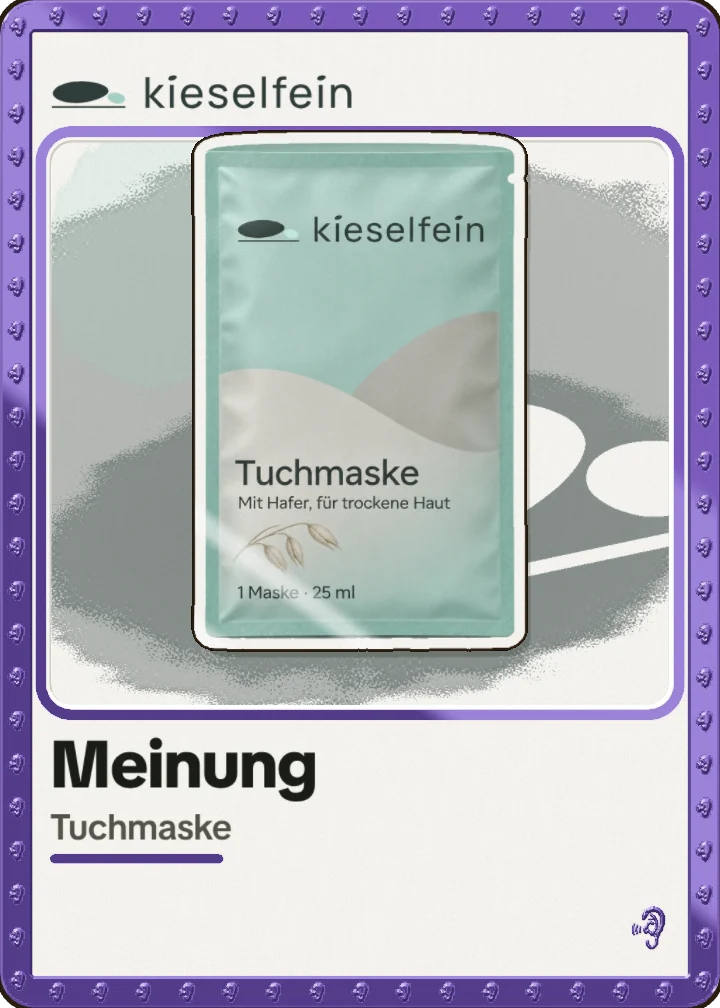 kieselfein
kieselfein
Tuchmaske
Mit Hafer, für trockene Haut
1 Maske · 25 ml
Meinung
Tuchmaske